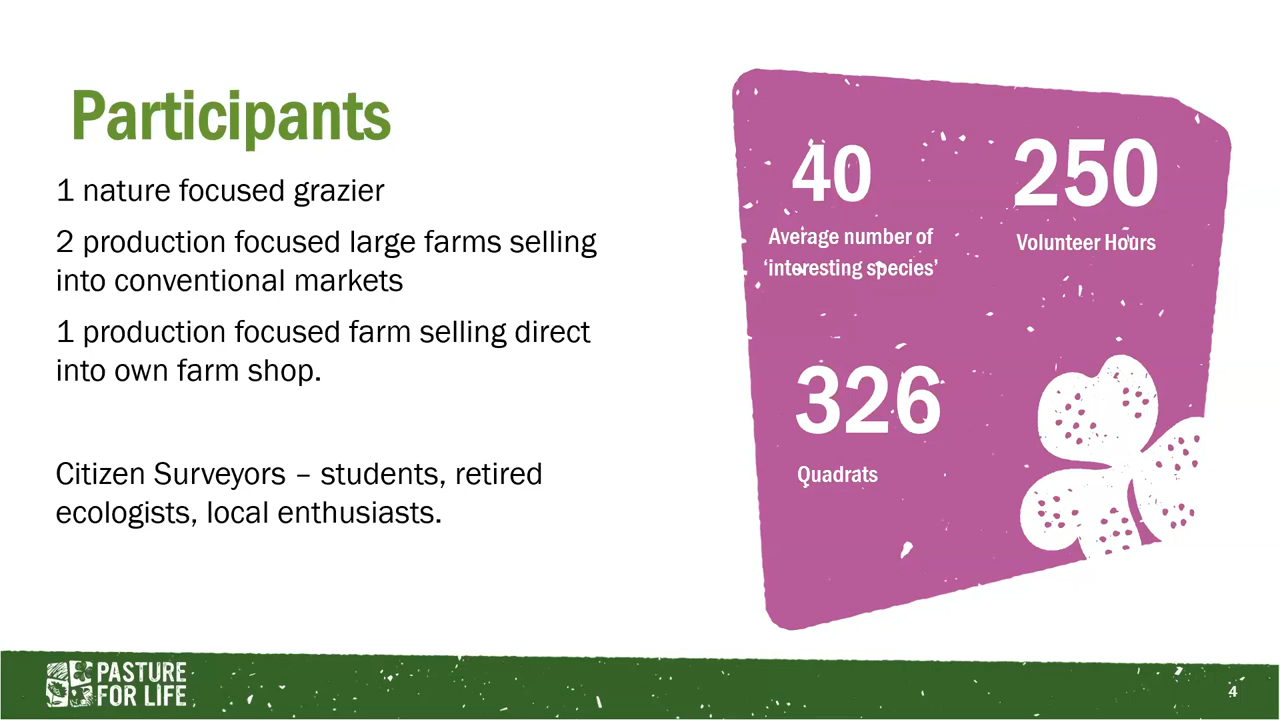 Participants
1 nature focused grazier
2 production focused large farms selling
into conventional markets
1 production focused farm selling direct
into own farm shop.
Citizen Surveyors – students, retired
ecologists, local enthusiasts.
40
Average number of
‘interesting species’
250
Volunteer Hours
326
Quadrats
PASTURE
FOR LIFE
4